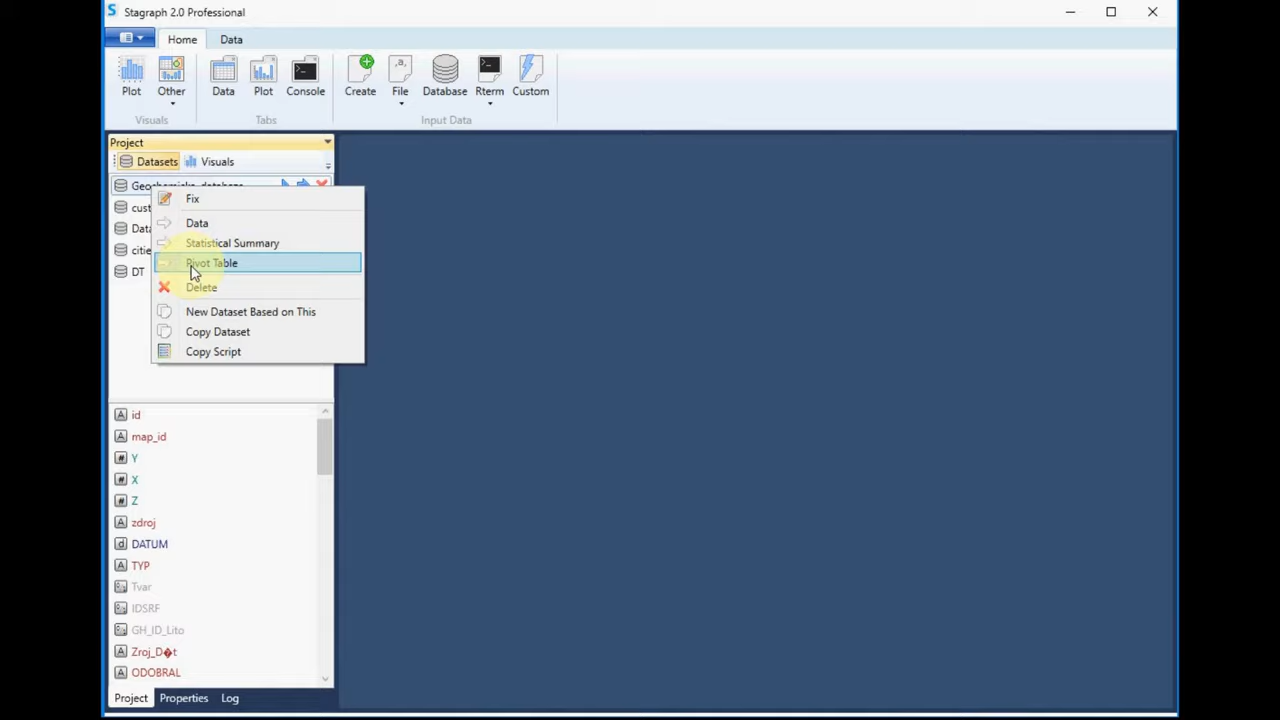 Stagraph 2.0 Professional
Home Data
Plot Other Data Plot Console Create File Database Rterm Custom
Visuals Tabs Input Data
Project
Datasets Visuals
Fix
Data
Statistical Summary
Pivot Table
DT
Delete
New Dataset Based on This
Copy Dataset
Copy Script
id
map_id
Y
X
Z
zdroj
DATUM
TYP
Tvar
IDSRF
GH_ID_Lito
Zroj_D�t
ODOBRAL
Project Properties Log